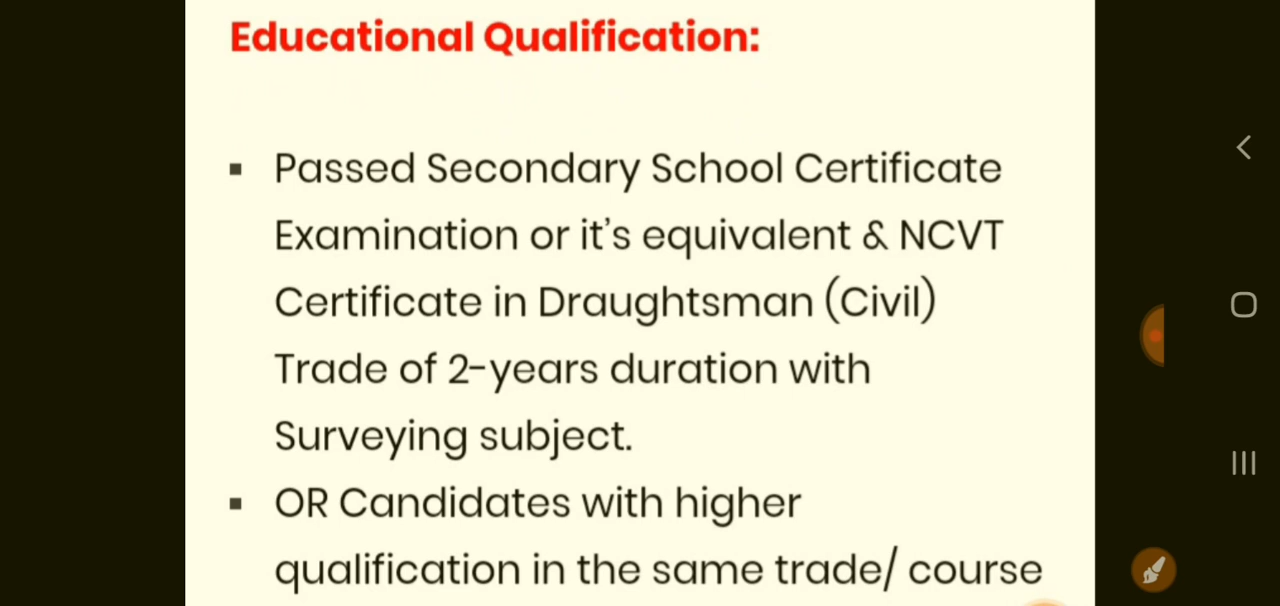 Educational Qualification:
▪ Passed Secondary School Certificate
Examination or it’s equivalent & NCVT
Certificate in Draughtsman (Civil)
Trade of 2-years duration with
Surveying subject.
▪ OR Candidates with higher
qualification in the same trade/ course